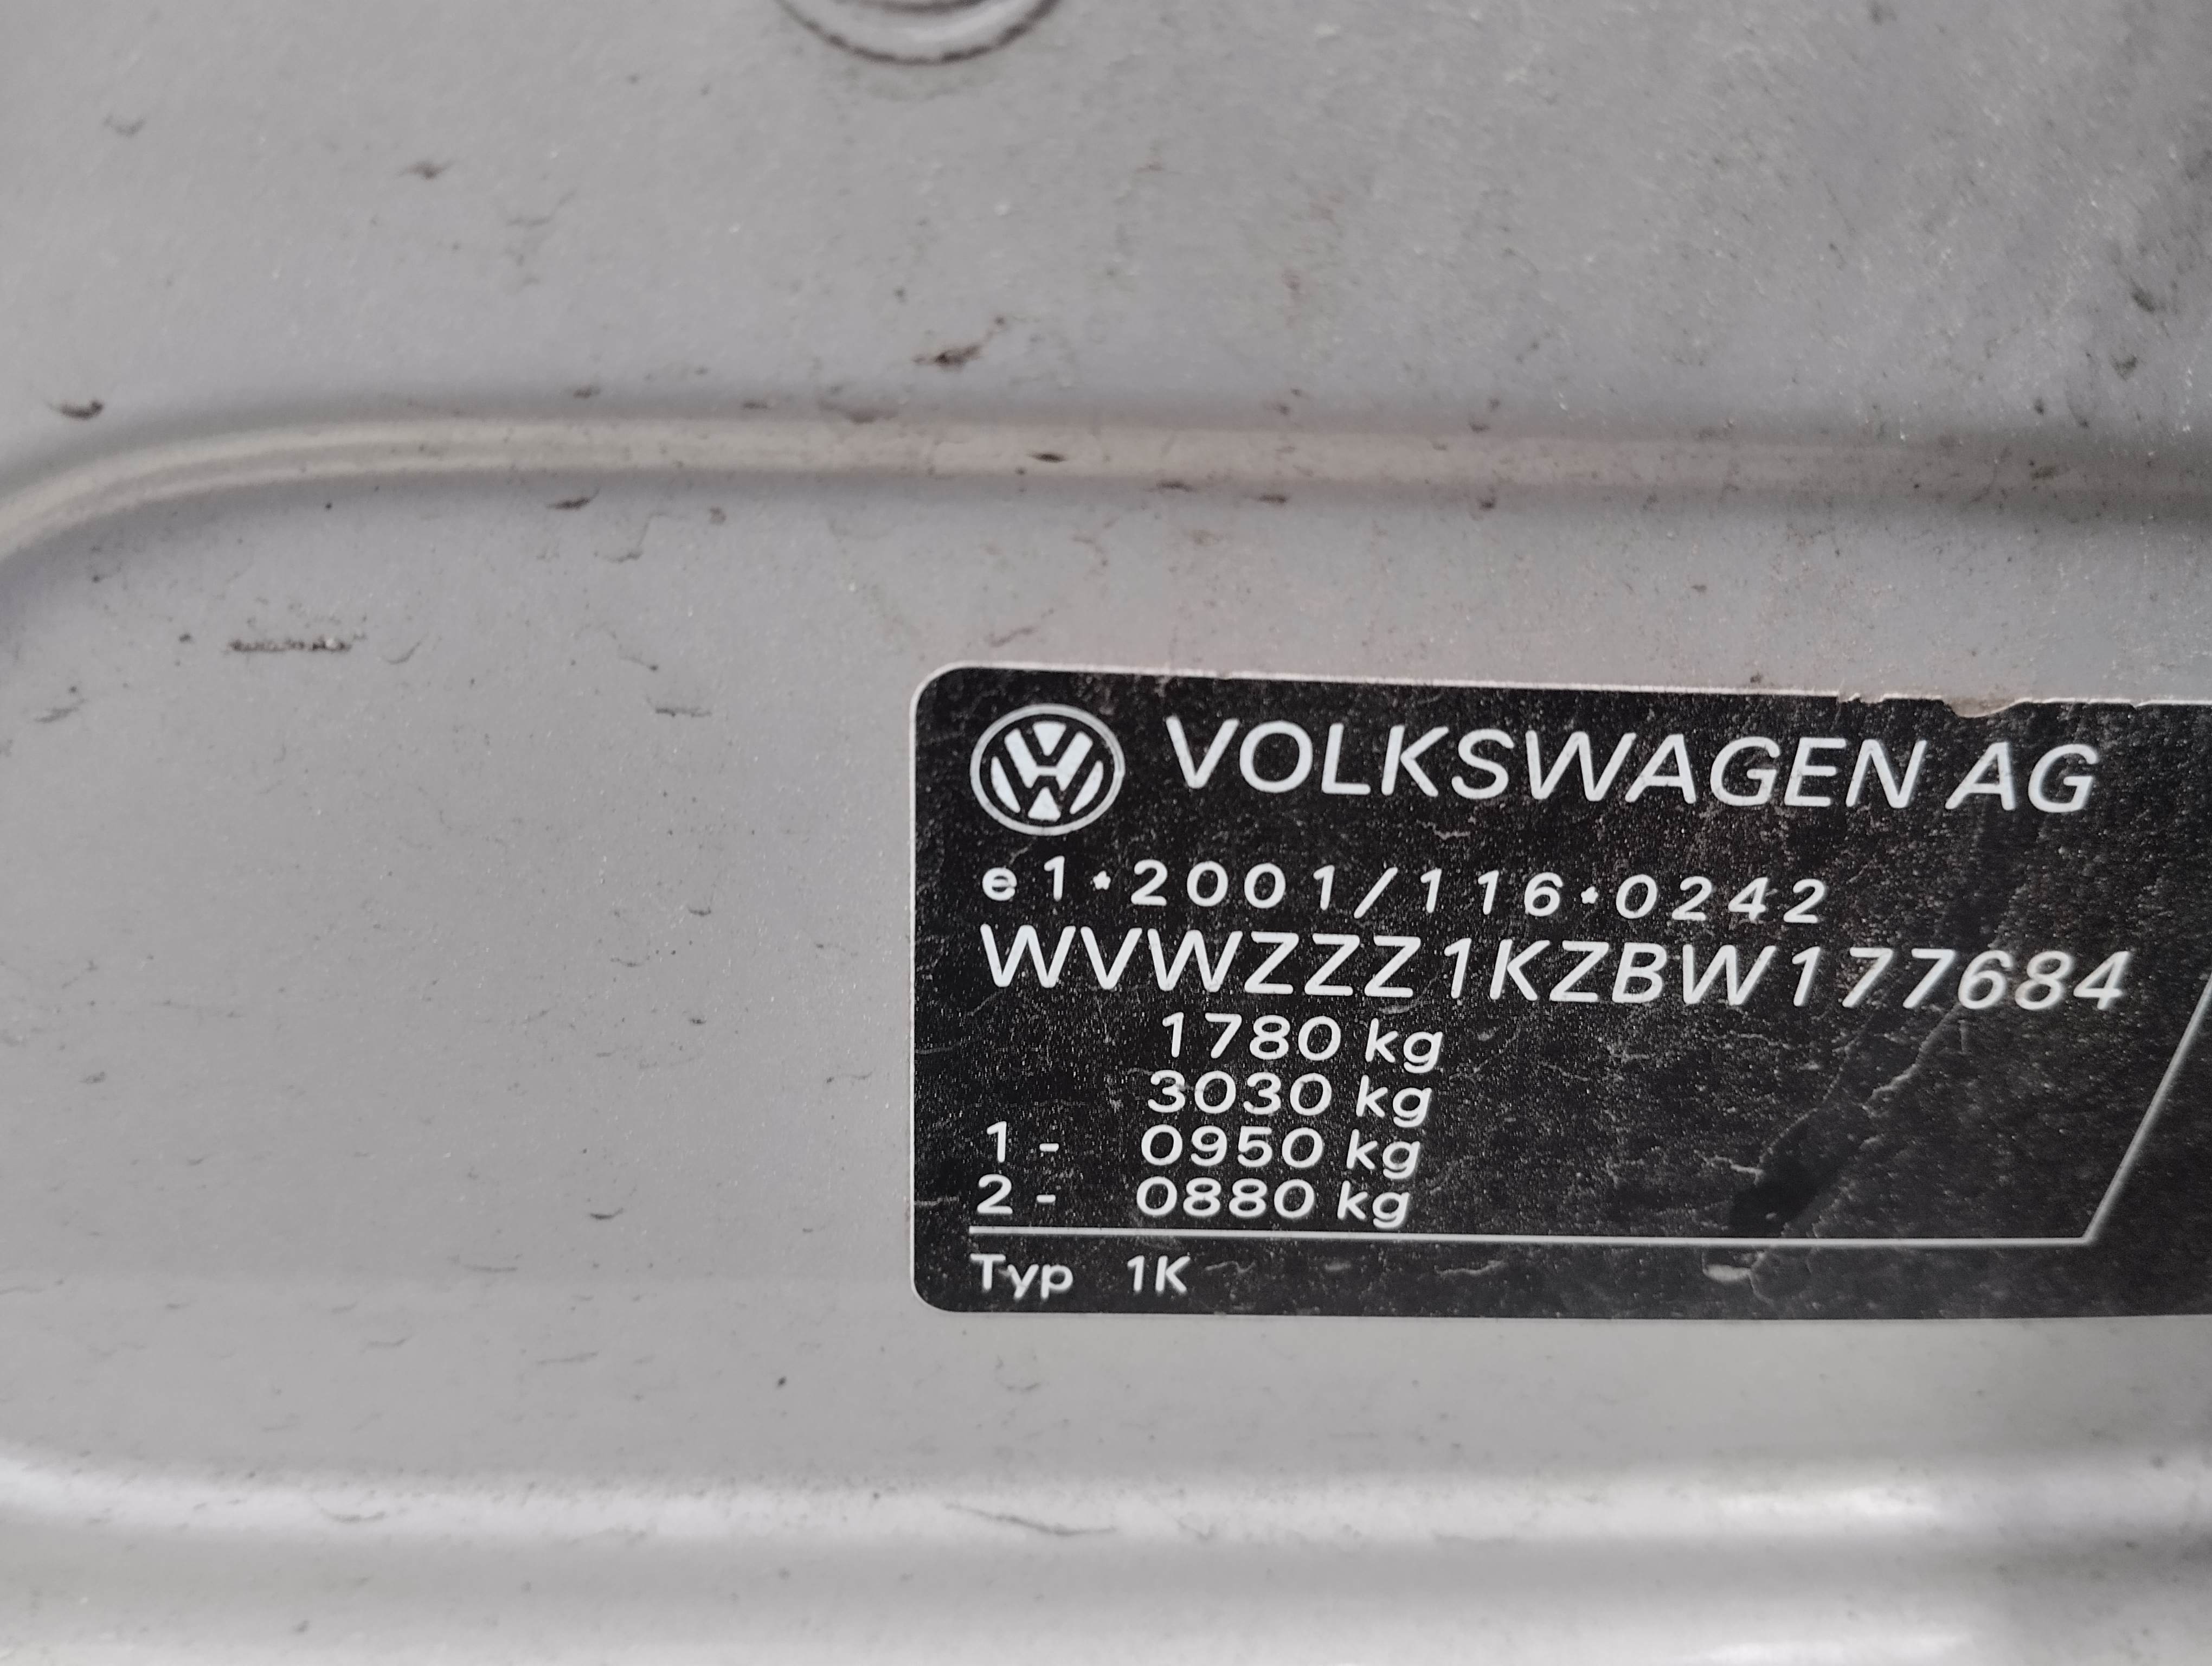 VOLKSWAGEN AG
e1*2001/116*0242
WVWZZZ1KZBW177684
1780 kg
3030 kg
1- 0950 kg
2- 0880 kg
Typ 1K